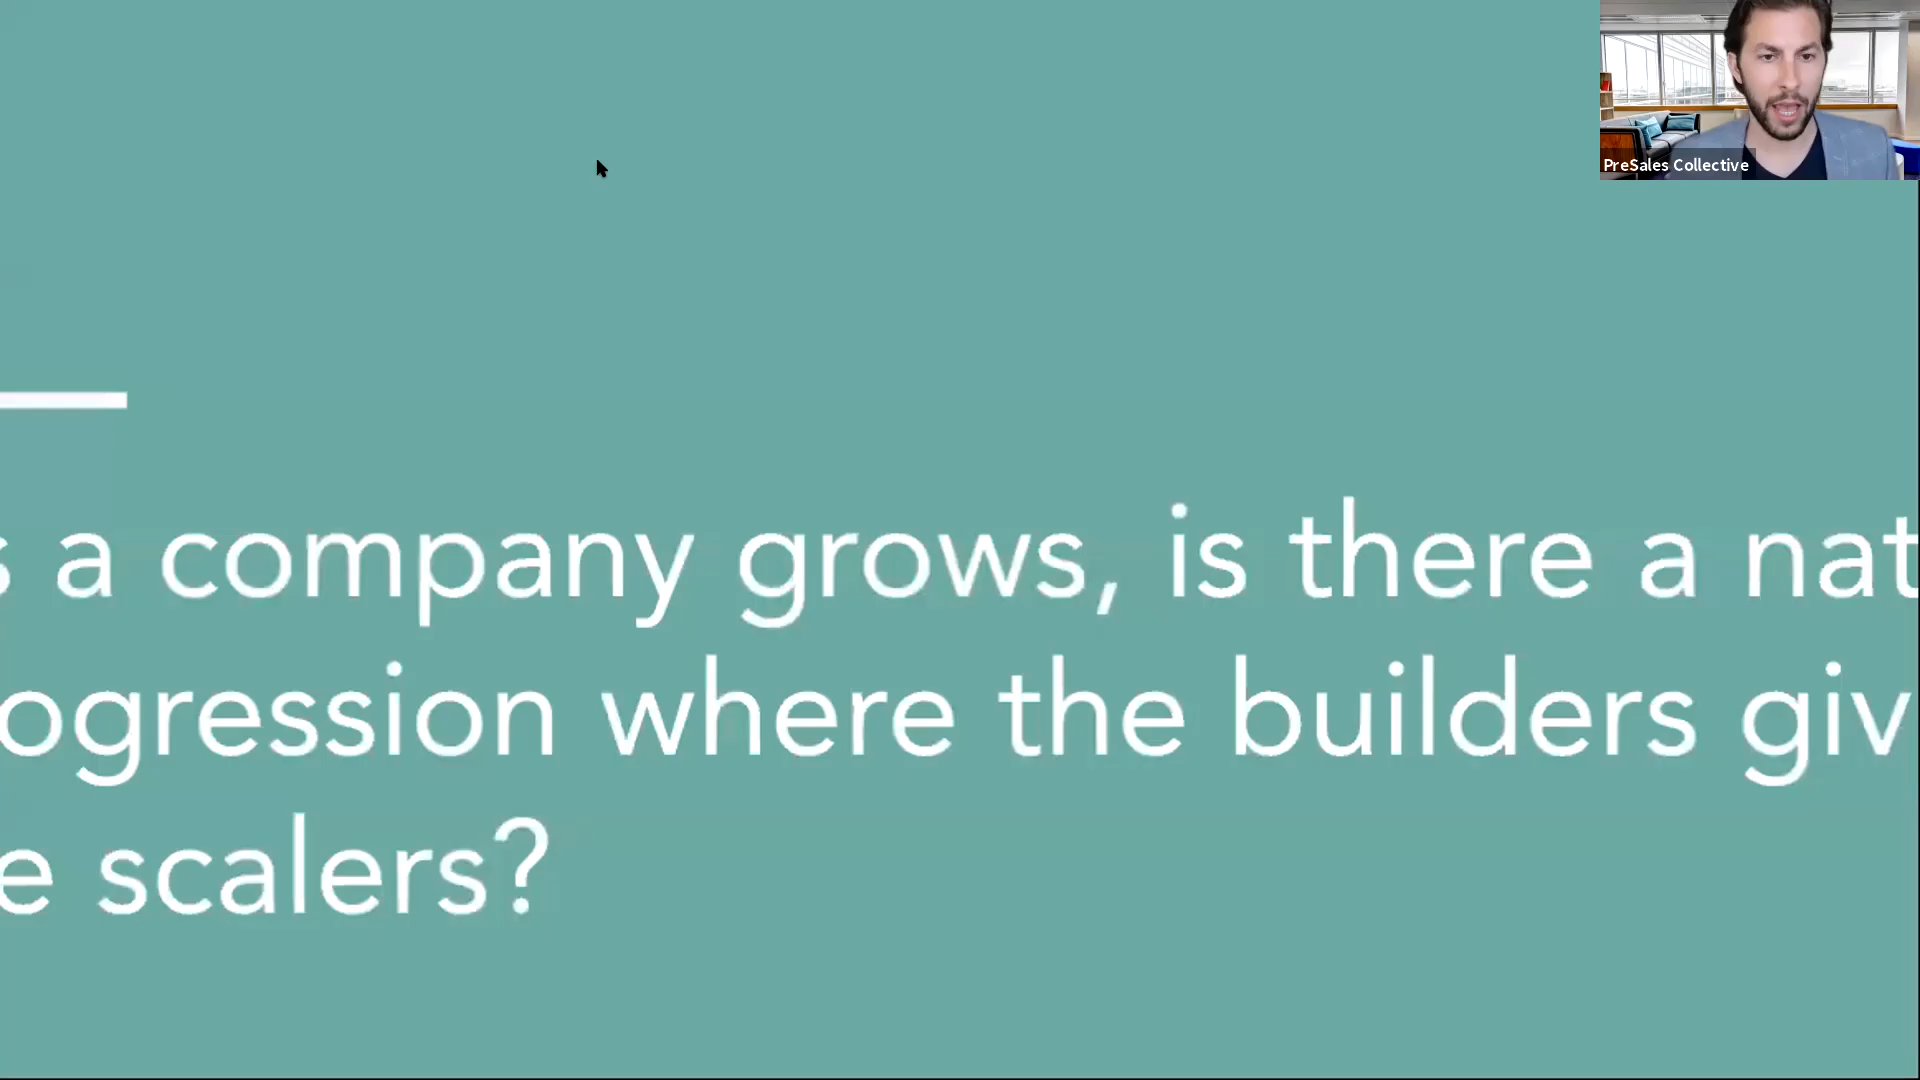 PreSales Collective
s a company grows, is there a nat
ogression where the builders giv
e scalers?